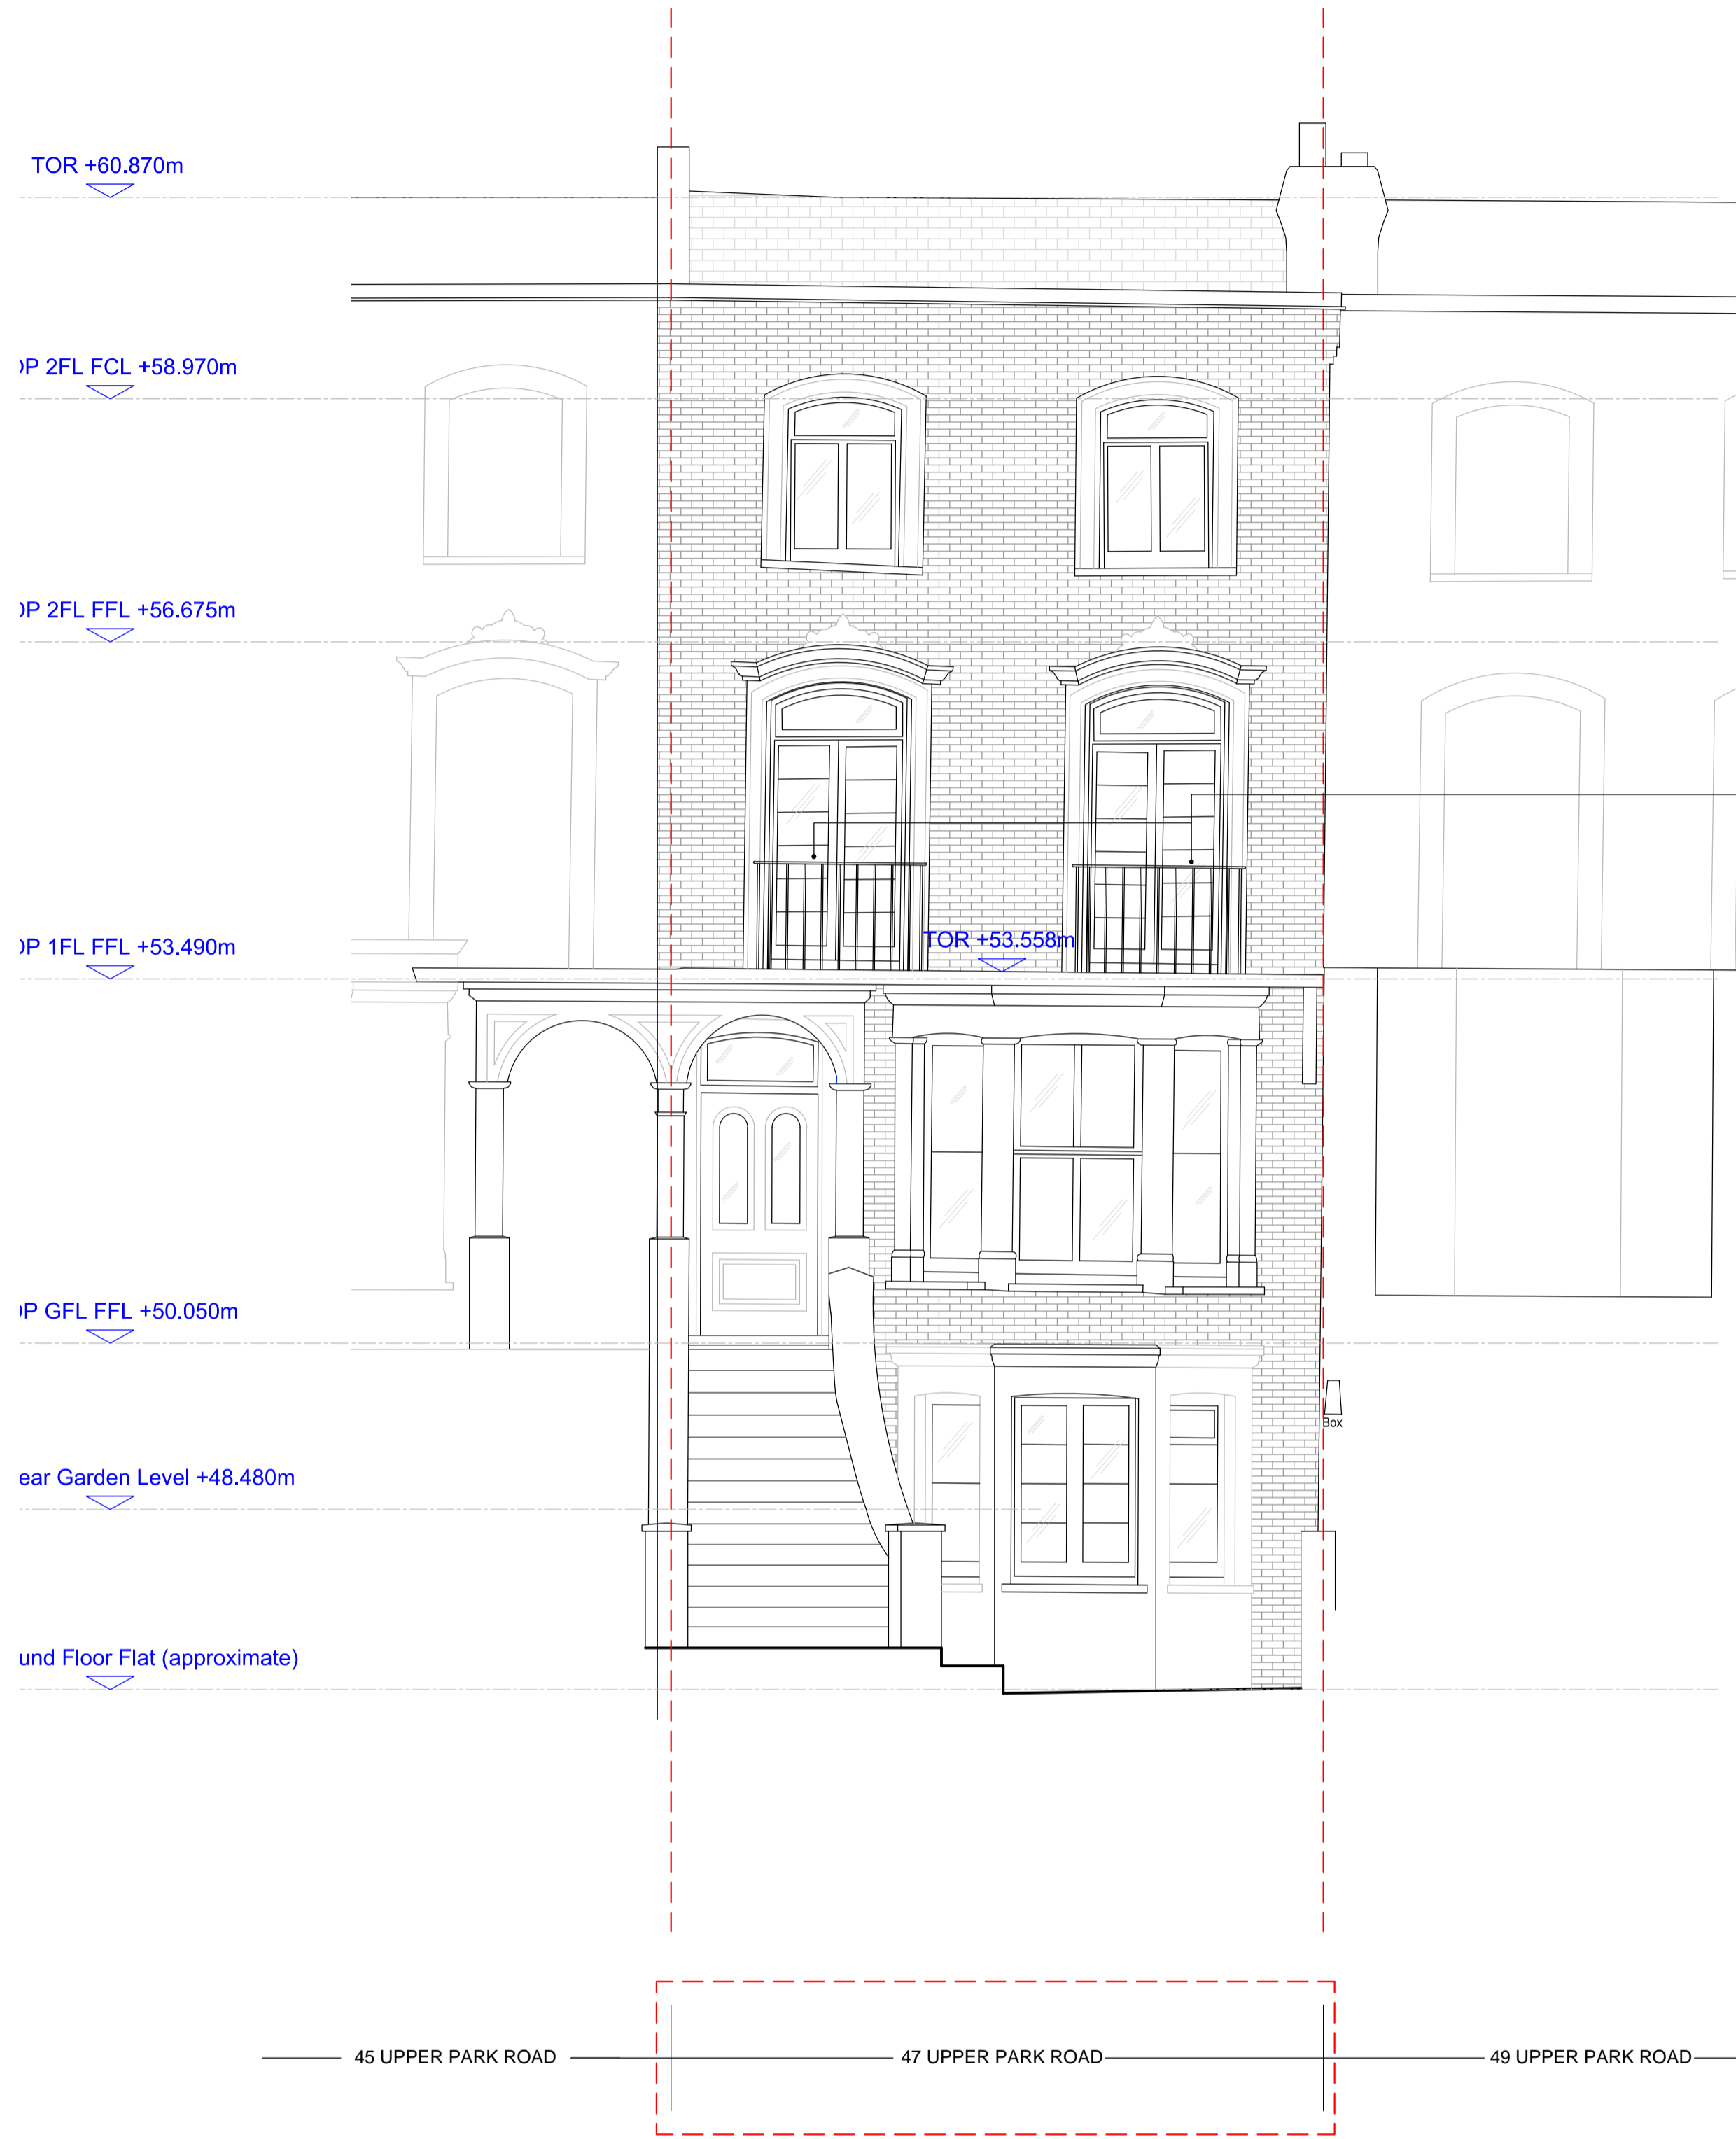 TOR +60.870m
2FL FCL +58.970m
2FL FFL +56.675m
1FL FFL +53.490m
TOR +53.558m
GFL FFL +50.050m
Box
Garden Level +48.480m
Floor Flat (approximate)
45 UPPER PARK ROAD
47 UPPER PARK ROAD
49 UPPER PARK ROAD